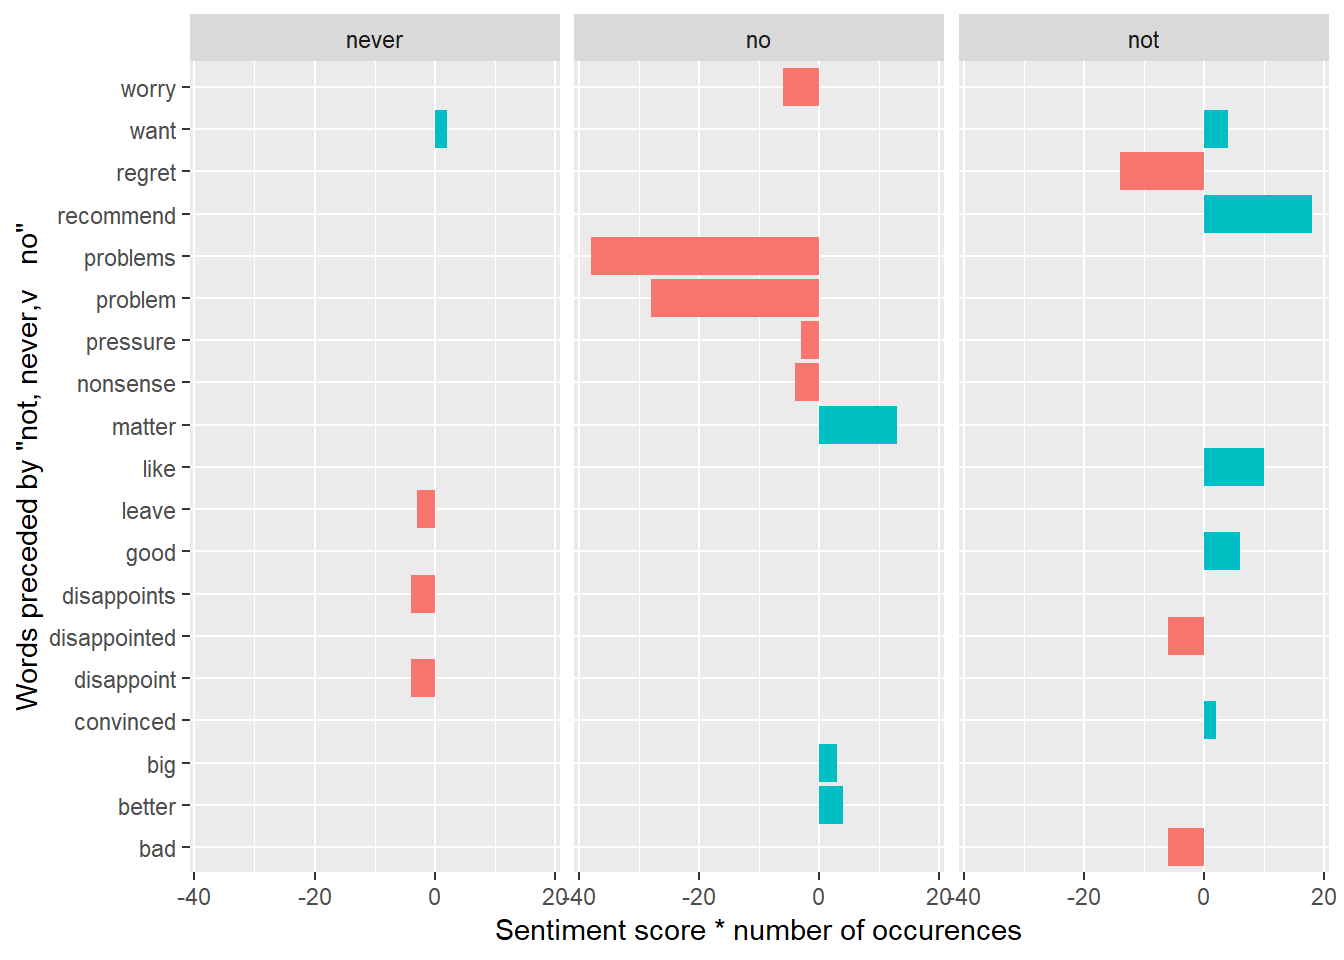 never no not
worry
want
regret
recommend
problems
problem
pressure
nonsense
matter
like
leave
good
disappoints
disappointed
disappoint
convinced
big
better
bad
-40 -20 0 20 -40 -20 0 20 -40 -20 0 20
Sentiment score * number of occurences
Words preceded by "not, never,v no"